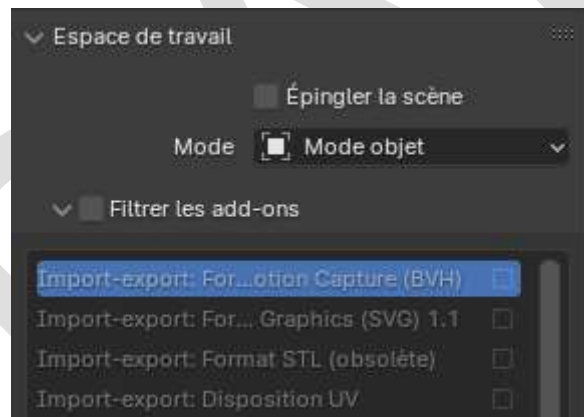 Espace de travail
Épingler la scène
Mode Mode objet
Filtrer les add-ons
Import-export: For...otion Capture (BVH)
Import-export: For... Graphics (SVG) 1.1
Import-export: Format STL (obsolète)
Import-export: Disposition UV